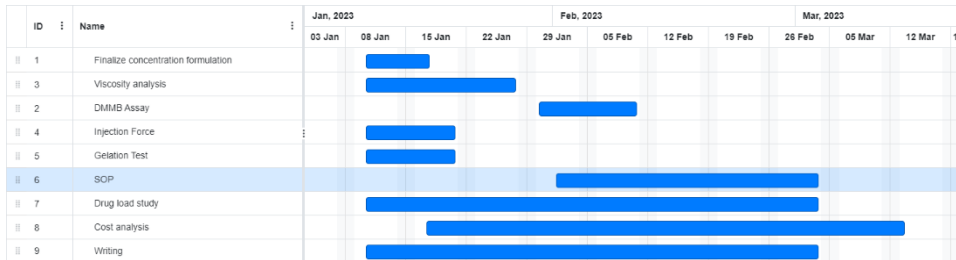 ID Name Jan, 2023 Feb, 2023 Mar, 2023
03 Jan 08 Jan 15 Jan 22 Jan 29 Jan 05 Feb 12 Feb 19 Feb 26 Feb 05 Mar 12 Mar 1
1 Finalize concentration formulation
3 Viscosity analysis
2 DMMB Assay
4 Injection Force
5 Gelation Test
6 SOP
7 Drug load study
8 Cost analysis
9 Writing